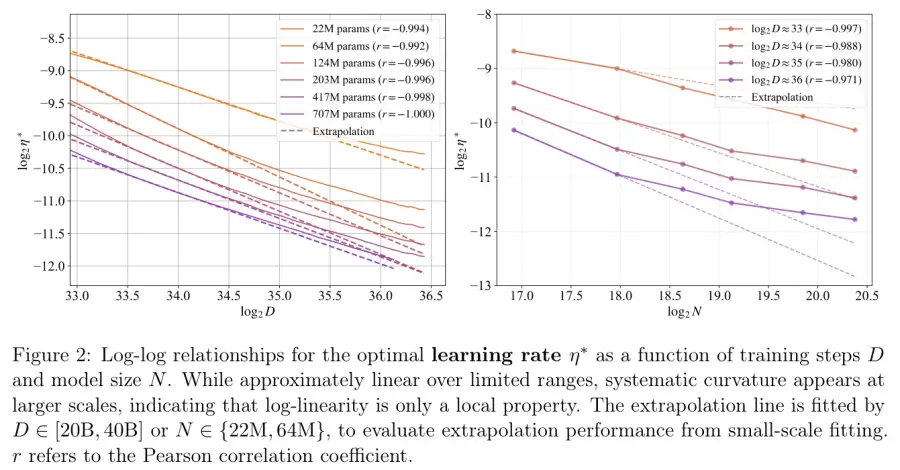 −8.5
−9.0
−9.5
−10.0
−10.5
−11.0
−11.5
−12.0
log₂ η*
33.0 33.5 34.0 34.5 35.0 35.5 36.0 36.5
log₂ D
22M params (r = −0.994)
64M params (r = −0.992)
124M params (r = −0.996)
203M params (r = −0.996)
417M params (r = −0.998)
707M params (r = −1.000)
Extrapolation
−8
−9
−10
−11
−12
−13
log₂ η*
17.0 17.5 18.0 18.5 19.0 19.5 20.0 20.5
log₂ N
log₂ D ≈ 33 (r = −0.997)
log₂ D ≈ 34 (r = −0.988)
log₂ D ≈ 35 (r = −0.980)
log₂ D ≈ 36 (r = −0.971)
Extrapolation
Figure 2: Log-log relationships for the optimal learning rate η* as a function of training steps D
and model size N. While approximately linear over limited ranges, systematic curvature appears at
larger scales, indicating that log-linearity is only a local property. The extrapolation line is fitted by
D ∈ [20B, 40B] or N ∈ {22M, 64M}, to evaluate extrapolation performance from small-scale fitting.
r refers to the Pearson correlation coefficient.